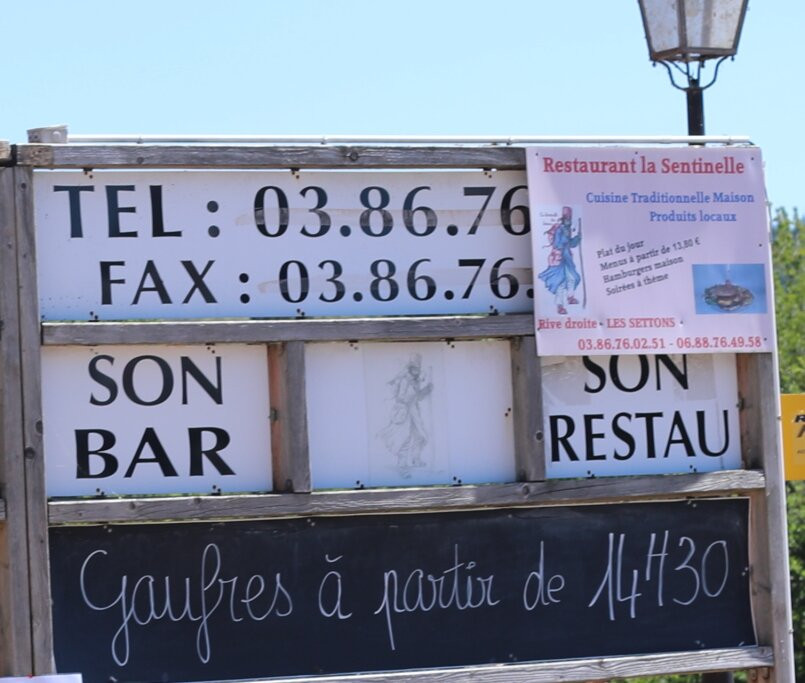 TEL : 03.86.76
FAX : 03.86.76.
Restaurant la Sentinelle
Cuisine Traditionnelle Maison
Produits locaux
Plat du jour
Menus à partir de 13,80 €
Hamburgers maison
Soirées à thème
Rive droite - LES SETTONS -
03.86.76.02.51 - 06.88.76.49.58
SON
BAR
SON
RESTAU
Gaufres à partir de 14H30